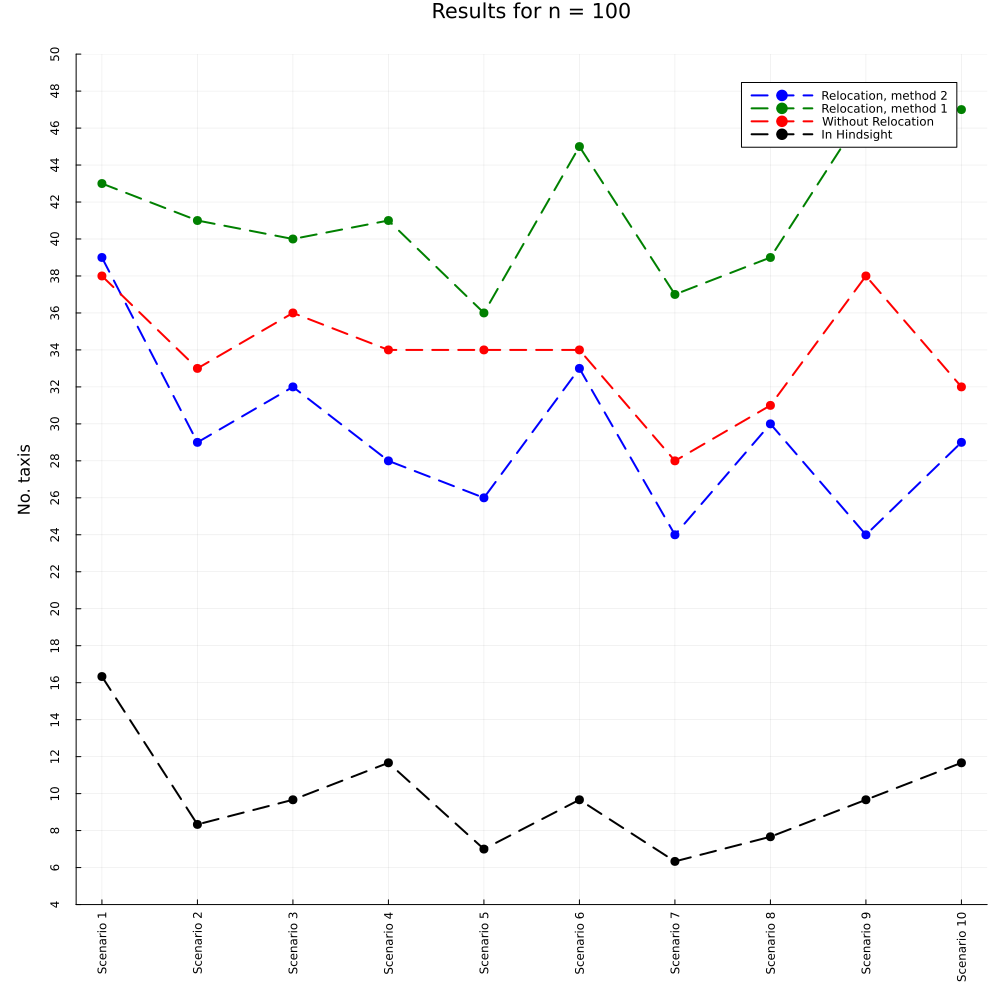 Results for n = 100
50
48
46
44
42
40
38
36
34
32
30
28
26
24
22
20
18
16
14
12
10
8
6
4
No. taxis
Relocation, method 2
Relocation, method 1
Without Relocation
In Hindsight
Scenario 1
Scenario 2
Scenario 3
Scenario 4
Scenario 5
Scenario 6
Scenario 7
Scenario 8
Scenario 9
Scenario 10